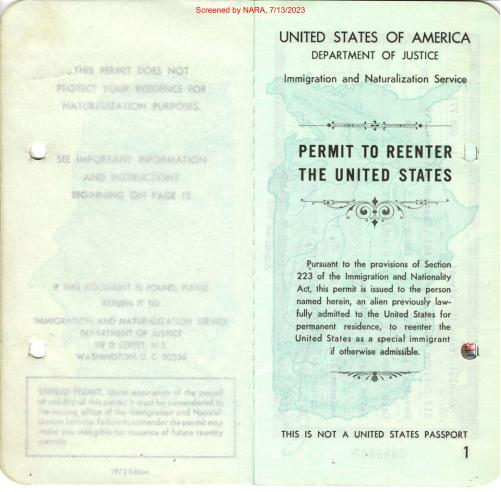 Screened by NARA, 7/13/2023
THIS PERMIT DOES NOT
PROTECT YOUR RESIDENCE FOR
NATURALIZATION PURPOSES.
SEE IMPORTANT INFORMATION
AND INSTRUCTIONS
BEGINNING ON PAGE 15
IF THIS DOCUMENT IS FOUND, PLEASE
RETURN IT TO
IMMIGRATION AND NATURALIZATION SERVICE
DEPARTMENT OF JUSTICE
119 D STREET, N.E.
WASHINGTON, D. C. 20536
EXPIRED PERMIT. Upon expiration of the period
of validity of this permit it must be surrendered to
the issuing office of the Immigration and Natural-
ization Service. Failure to surrender the permit may
make you ineligible for issuance of future reentry
permits
1972 Edition
UNITED STATES OF AMERICA
DEPARTMENT OF JUSTICE
Immigration and Naturalization Service
PERMIT TO REENTER
THE UNITED STATES
Pursuant to the provisions of Section
223 of the Immigration and Nationality
Act, this permit is issued to the person
named herein, an alien previously law-
fully admitted to the United States for
permanent residence, to reenter the
United States as a special immigrant
if otherwise admissible.
THIS IS NOT A UNITED STATES PASSPORT
1